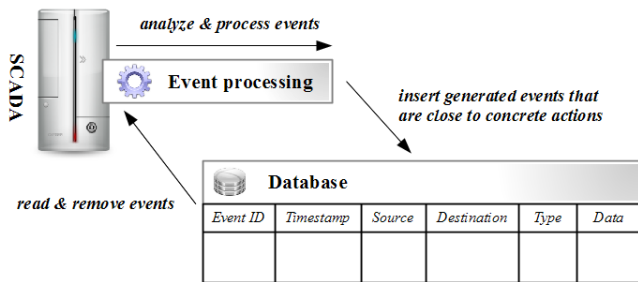 analyze & process events
SCADA
Event processing
insert generated events that
are close to concrete actions
Database
read & remove events
Event ID Timestamp Source Destination Type Data